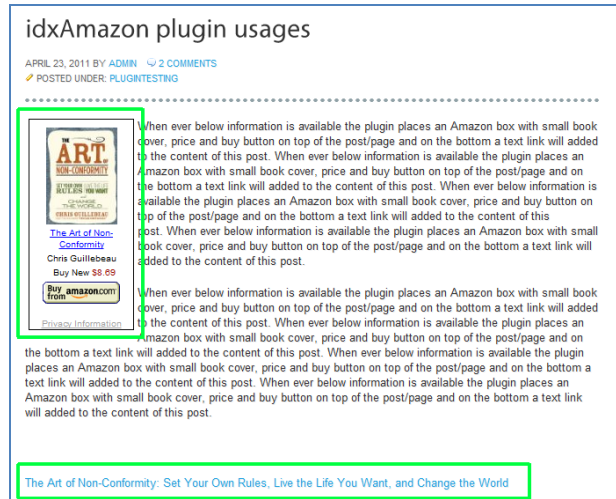 idxAmazon plugin usages
APRIL 23, 2011 BY ADMIN 2 COMMENTS
POSTED UNDER: PLUGINTESTING
THE
ART OF
NON-CONFORMITY
SET YOUR OWN RULES LIVE THE LIFE YOU WANT
CHANGE
THE WORLD
CHRIS GUILLEBEAU
The Art of Non-
Conformity
Chris Guillebeau
Buy New $8.69
Buy from amazon.com
Privacy Information
When ever below information is available the plugin places an Amazon box with small book
cover, price and buy button on top of the post/page and on the bottom a text link will added
to the content of this post. When ever below information is available the plugin places an
Amazon box with small book cover, price and buy button on top of the post/page and on
the bottom a text link will added to the content of this post. When ever below information is
available the plugin places an Amazon box with small book cover, price and buy button on
top of the post/page and on the bottom a text link will added to the content of this
post. When ever below information is available the plugin places an Amazon box with small
book cover, price and buy button on top of the post/page and on the bottom a text link will
added to the content of this post.
When ever below information is available the plugin places an Amazon box with small book
cover, price and buy button on top of the post/page and on the bottom a text link will added
to the content of this post. When ever below information is available the plugin places an
Amazon box with small book cover, price and buy button on top of the post/page and on
the bottom a text link will added to the content of this post. When ever below information is available the plugin
places an Amazon box with small book cover, price and buy button on top of the post/page and on the bottom a
text link will added to the content of this post. When ever below information is available the plugin places an
Amazon box with small book cover, price and buy button on top of the post/page and on the bottom a text link
will added to the content of this post.
The Art of Non-Conformity: Set Your Own Rules, Live the Life You Want, and Change the World